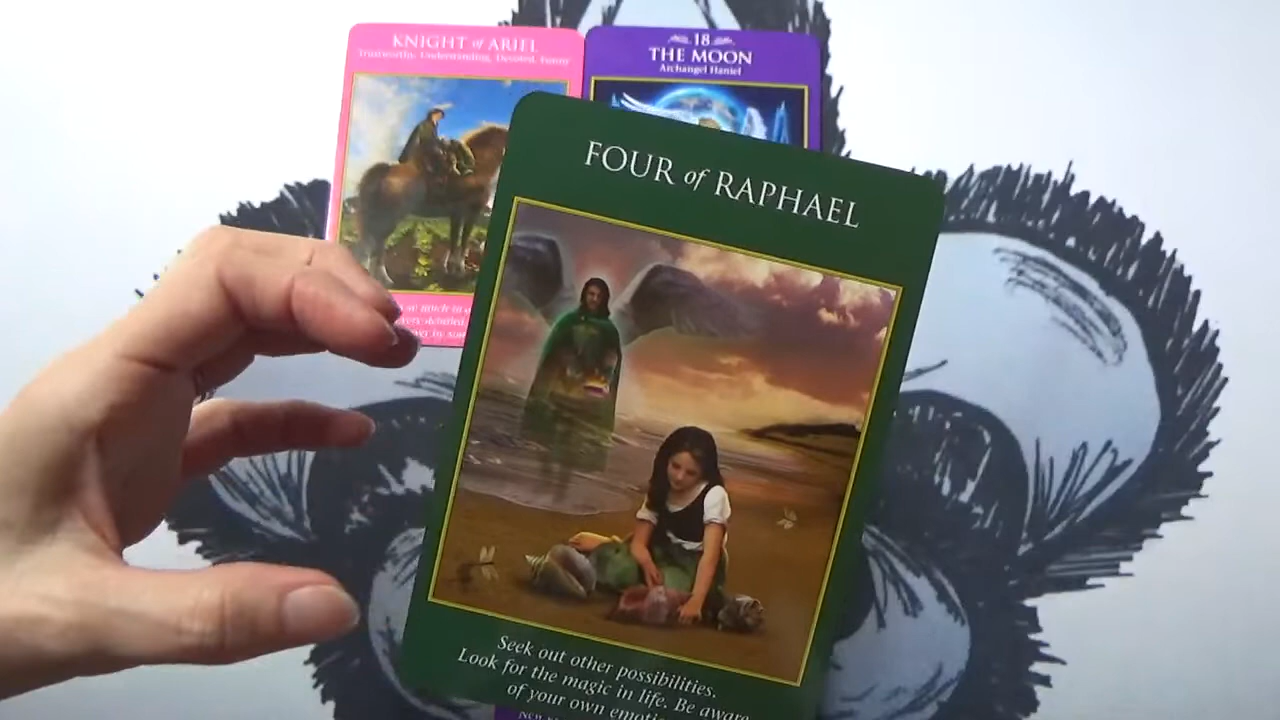 KNIGHT of ARIEL
Trustworthy, Understanding, Devoted, Funny
18
THE MOON
Archangel Haniel
FOUR of RAPHAEL
Seek out other possibilities.
Look for the magic in life. Be aware
of your own